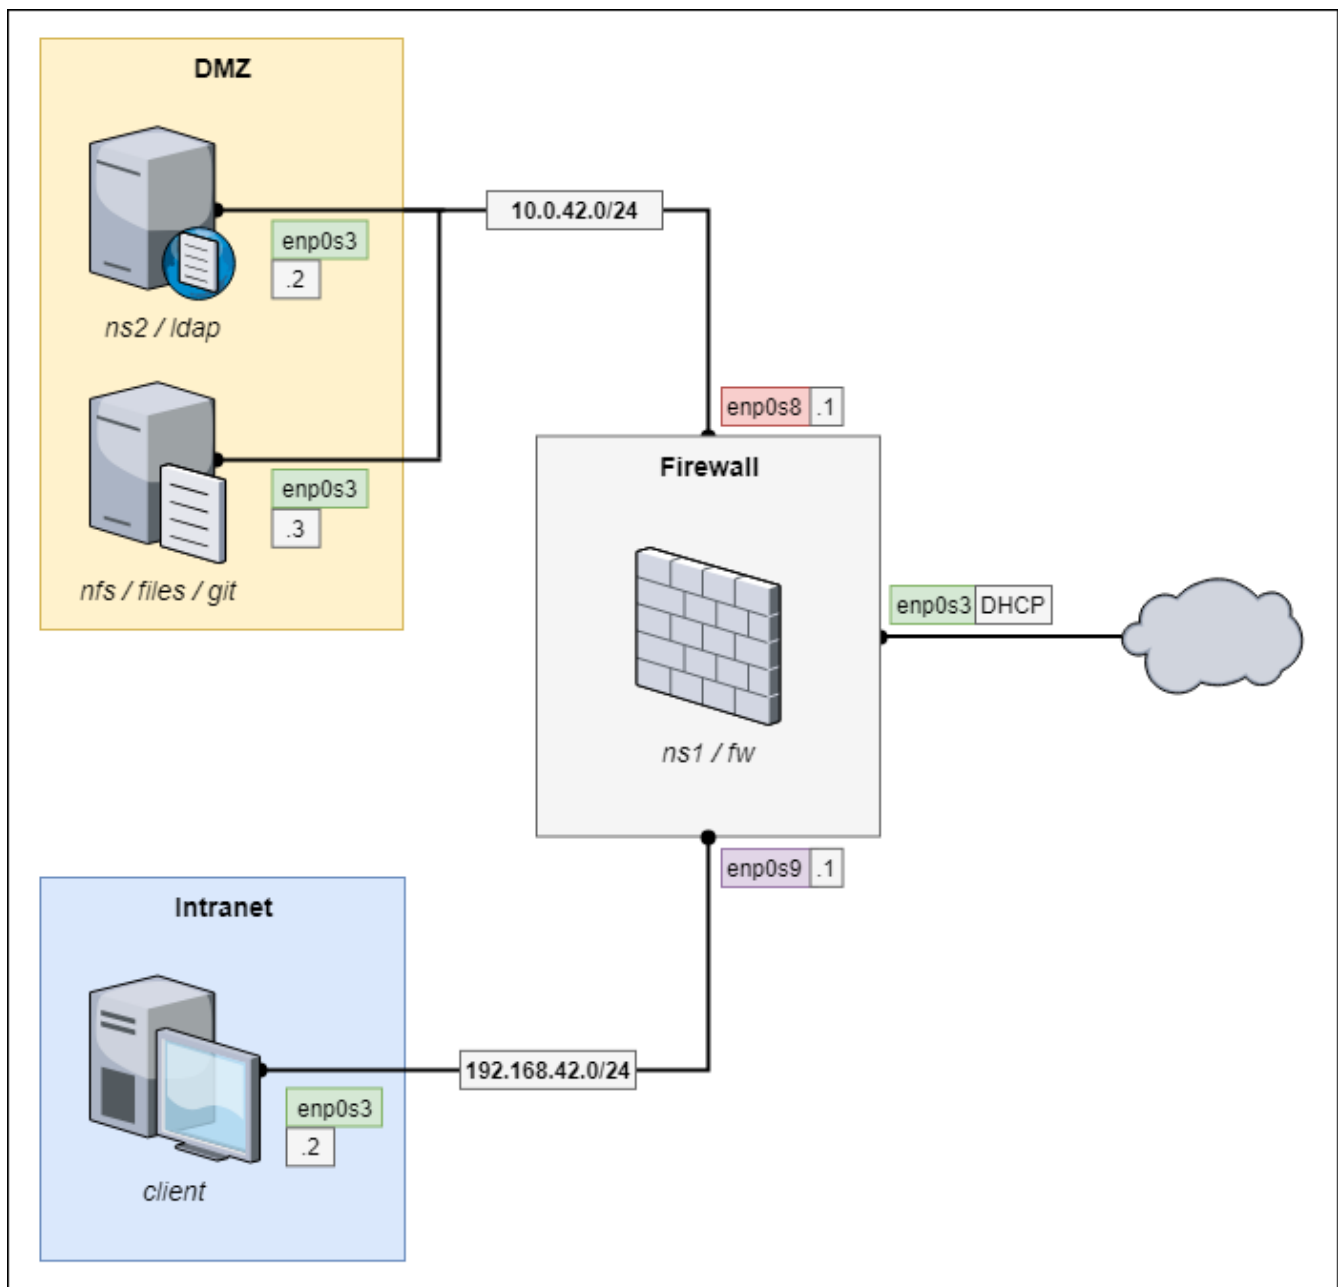 DMZ
enp0s3
.2
ns2 / ldap
enp0s3
.3
nfs / files / git
10.0.42.0/24
enp0s8 .1
Firewall
ns1 / fw
enp0s3 DHCP
enp0s9 .1
Intranet
enp0s3
.2
client
192.168.42.0/24